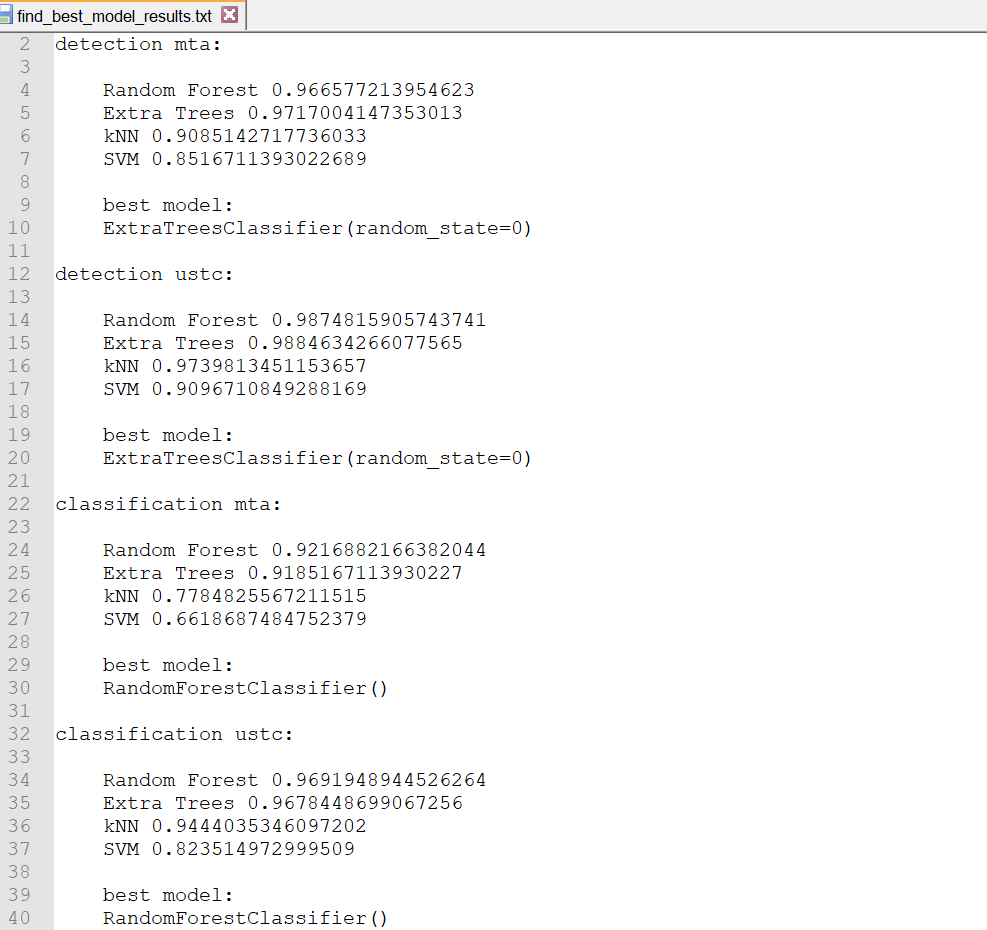 find_best_model_results.txt
2 detection mta:
3
4 Random Forest 0.966577213954623
5 Extra Trees 0.9717004147353013
6 kNN 0.9085142717736033
7 SVM 0.8516711393022689
8
9 best model:
10 ExtraTreesClassifier(random_state=0)
11
12 detection ustc:
13
14 Random Forest 0.9874815905743741
15 Extra Trees 0.9884634266077565
16 kNN 0.9739813451153657
17 SVM 0.9096710849288169
18
19 best model:
20 ExtraTreesClassifier(random_state=0)
21
22 classification mta:
23
24 Random Forest 0.9216882166382044
25 Extra Trees 0.9185167113930227
26 kNN 0.7784825567211515
27 SVM 0.6618687484752379
28
29 best model:
30 RandomForestClassifier()
31
32 classification ustc:
33
34 Random Forest 0.9691948944526264
35 Extra Trees 0.9678448699067256
36 kNN 0.9444035346097202
37 SVM 0.823514972999509
38
39 best model:
40 RandomForestClassifier()